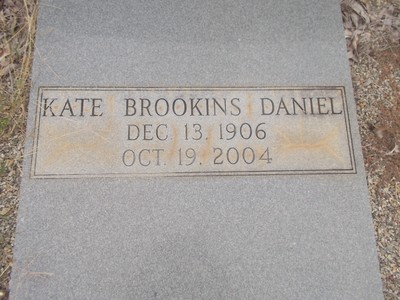 KATE BROOKINS DANIEL
DEC 13, 1906
OCT. 19, 2004